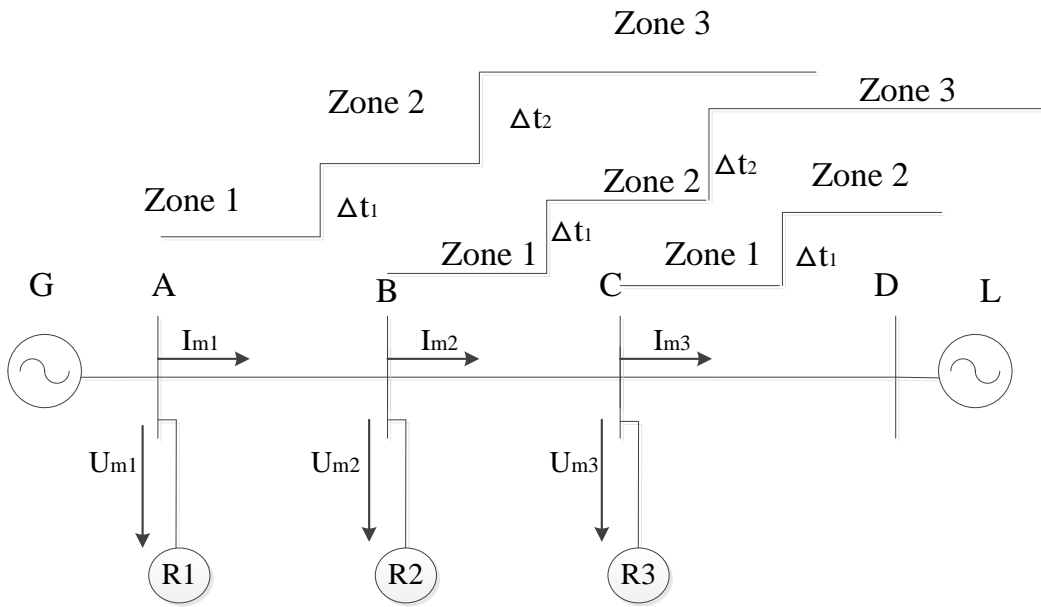 Zone 3
Zone 2
Δt₂
Zone 3
Zone 1
Δt₁
Zone 2
Δt₂
Zone 2
Zone 1
Δt₁
Zone 1
Δt₁
G
A
B
C
D
L
Im1
Im2
Im3
Um1
Um2
Um3
R1
R2
R3